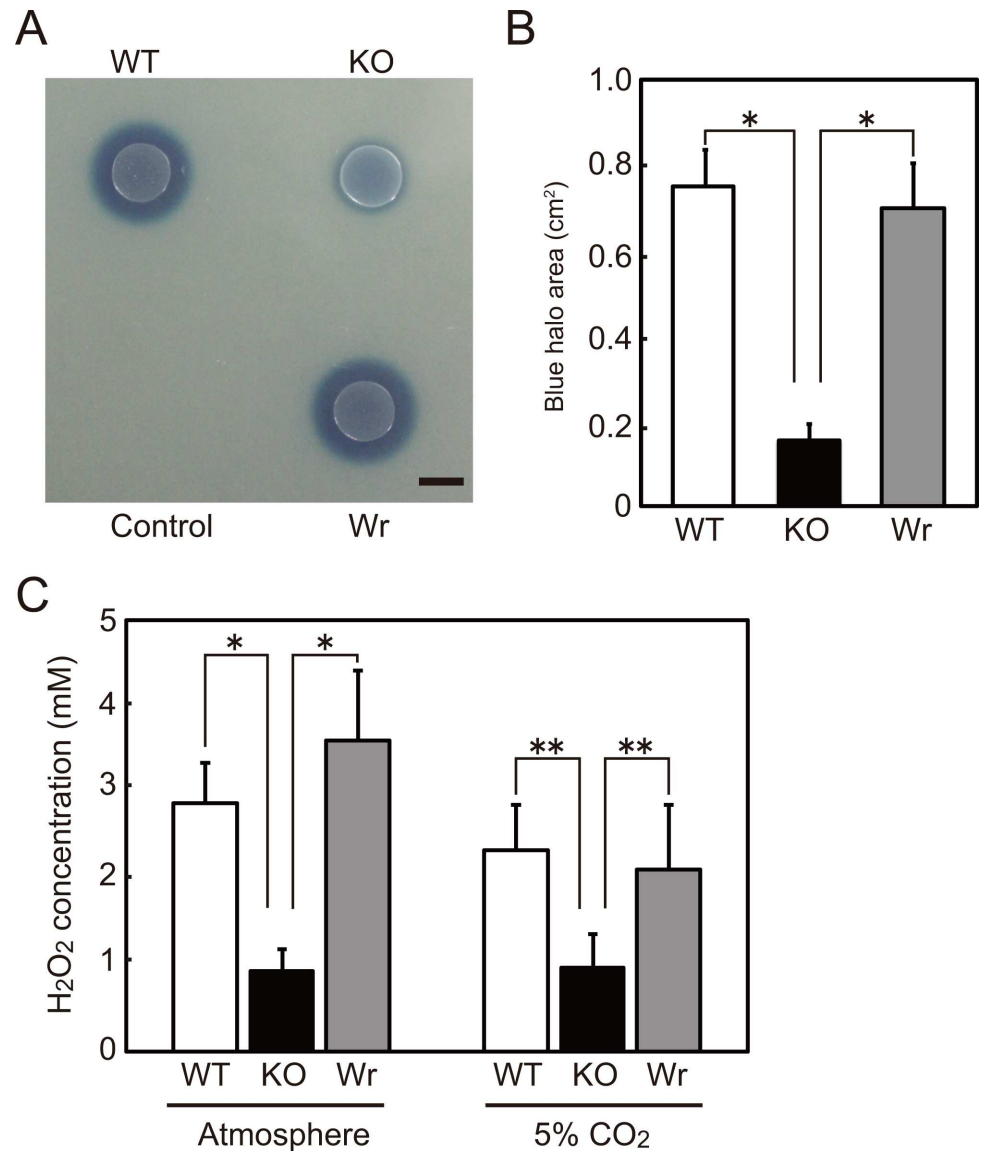 A
WT KO
Control Wr
B
Blue halo area (cm²)
1.0
0.8
0.6
0.4
0.2
0
* *
WT KO Wr
C
H₂O₂ concentration (mM)
5
4
3
2
1
0
* *
** **
WT KO Wr WT KO Wr
Atmosphere 5% CO₂